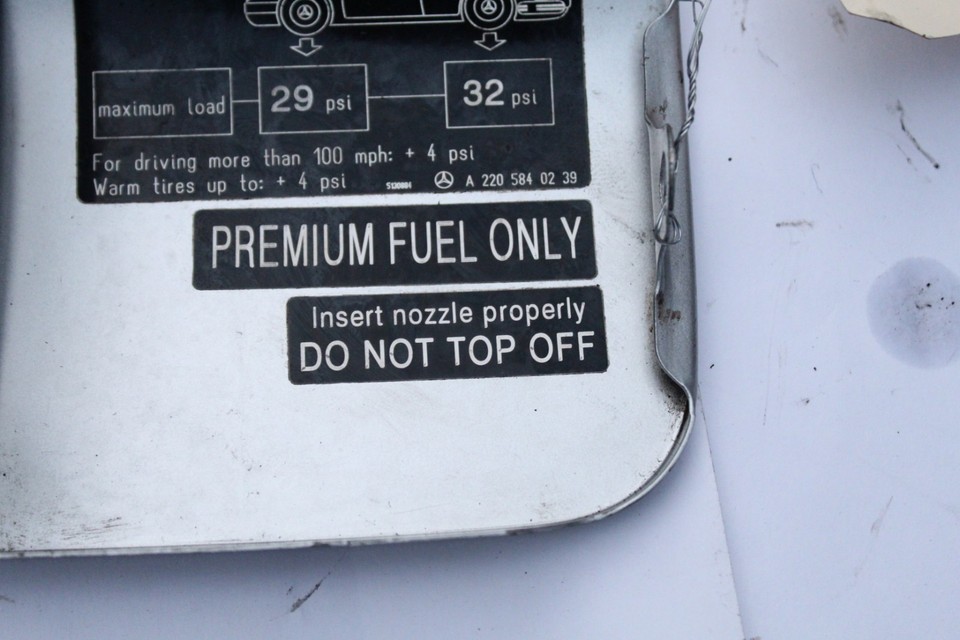 maximum load 29 psi 32 psi
For driving more than 100 mph: + 4 psi
Warm tires up to: + 4 psi A 220 584 02 39
PREMIUM FUEL ONLY
Insert nozzle properly
DO NOT TOP OFF